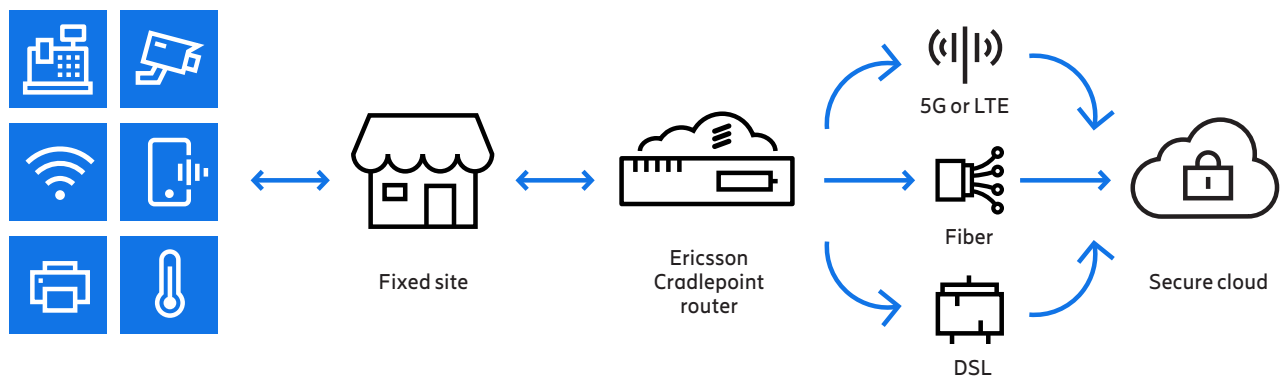 5G or LTE
Fiber
Fixed site
Ericsson
Cradlepoint
router
Secure cloud
DSL